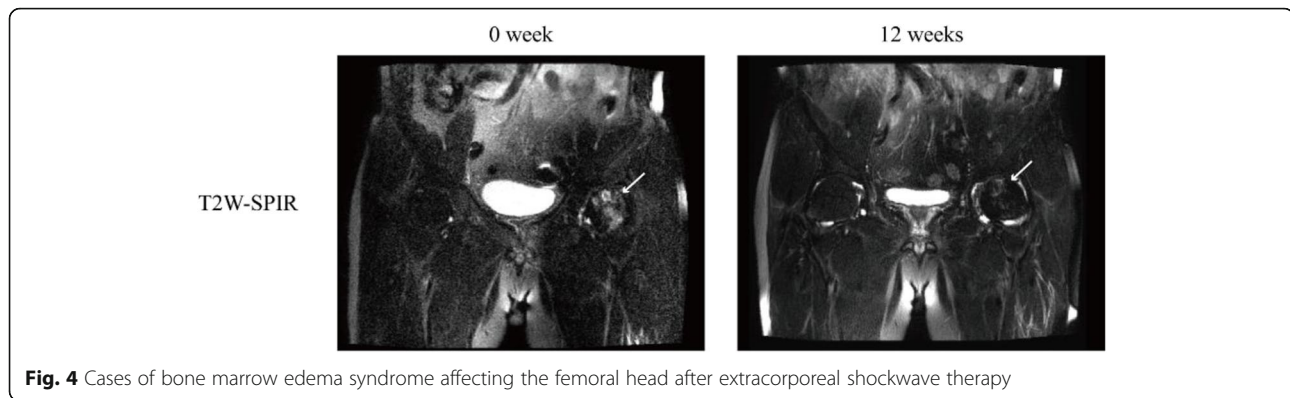 0 week
12 weeks
T2W-SPIR
Fig. 4 Cases of bone marrow edema syndrome affecting the femoral head after extracorporeal shockwave therapy